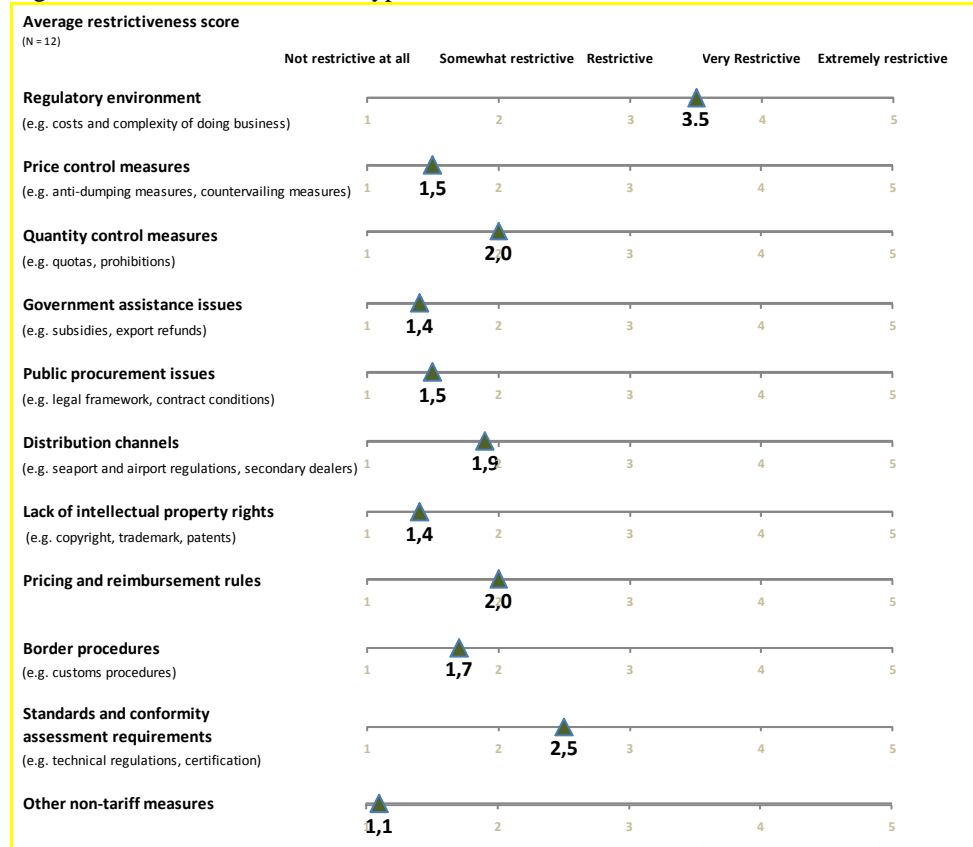 Average restrictiveness score
(N = 12)
Not restrictive at all Somewhat restrictive Restrictive Very Restrictive Extremely restrictive
Regulatory environment
(e.g. costs and complexity of doing business)
1 2 3 4 5
3.5
Price control measures
(e.g. anti-dumping measures, countervailing measures)
1 2 3 4 5
1,5
Quantity control measures
(e.g. quotas, prohibitions)
1 2 3 4 5
2,0
Government assistance issues
(e.g. subsidies, export refunds)
1 2 3 4 5
1,4
Public procurement issues
(e.g. legal framework, contract conditions)
1 2 3 4 5
1,5
Distribution channels
(e.g. seaport and airport regulations, secondary dealers)
1 2 3 4 5
1,9
Lack of intellectual property rights
(e.g. copyright, trademark, patents)
1 2 3 4 5
1,4
Pricing and reimbursement rules
1 2 3 4 5
2,0
Border procedures
(e.g. customs procedures)
1 2 3 4 5
1,7
Standards and conformity
assessment requirements
(e.g. technical regulations, certification)
1 2 3 4 5
2,5
Other non-tariff measures
1 2 3 4 5
1,1